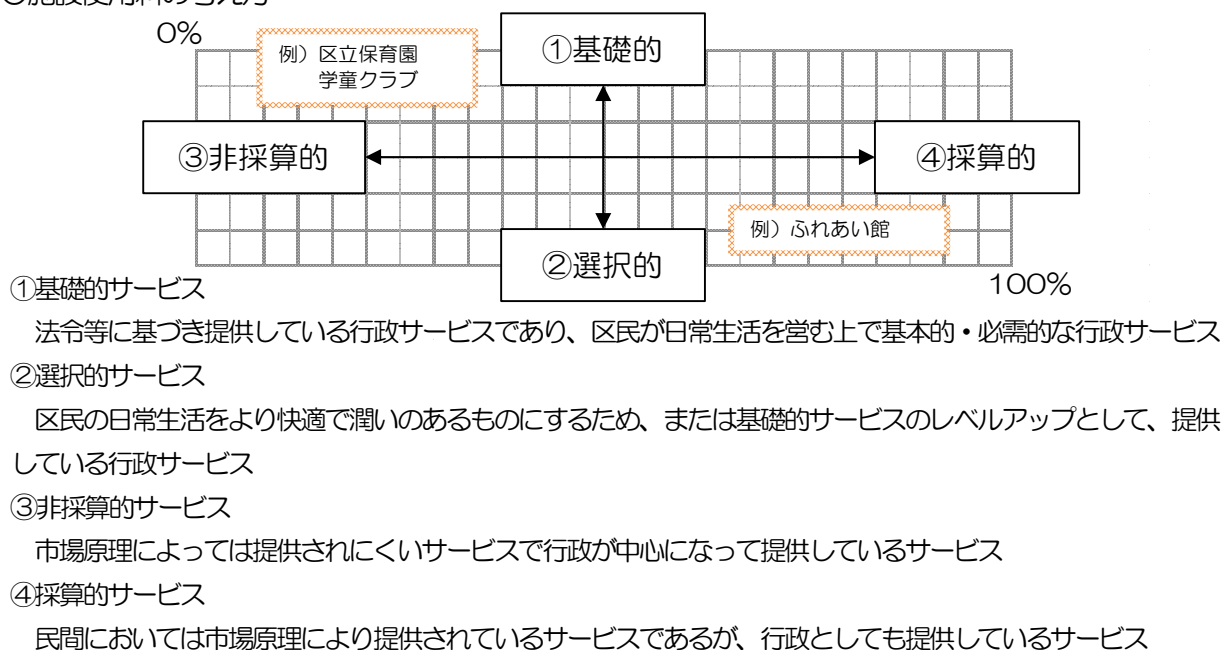 0%
例）区立保育園
学童クラブ
①基礎的
③非採算的
④採算的
例）ふれあい館
②選択的
100%
①基礎的サービス
法令等に基づき提供している行政サービスであり、区民が日常生活を営む上で基本的・必需的な行政サービス
②選択的サービス
区民の日常生活をより快適で潤いのあるものにするため、または基礎的サービスのレベルアップとして、提供
している行政サービス
③非採算的サービス
市場原理によっては提供されにくいサービスで行政が中心になって提供しているサービス
④採算的サービス
民間においては市場原理により提供されているサービスであるが、行政としても提供しているサービス